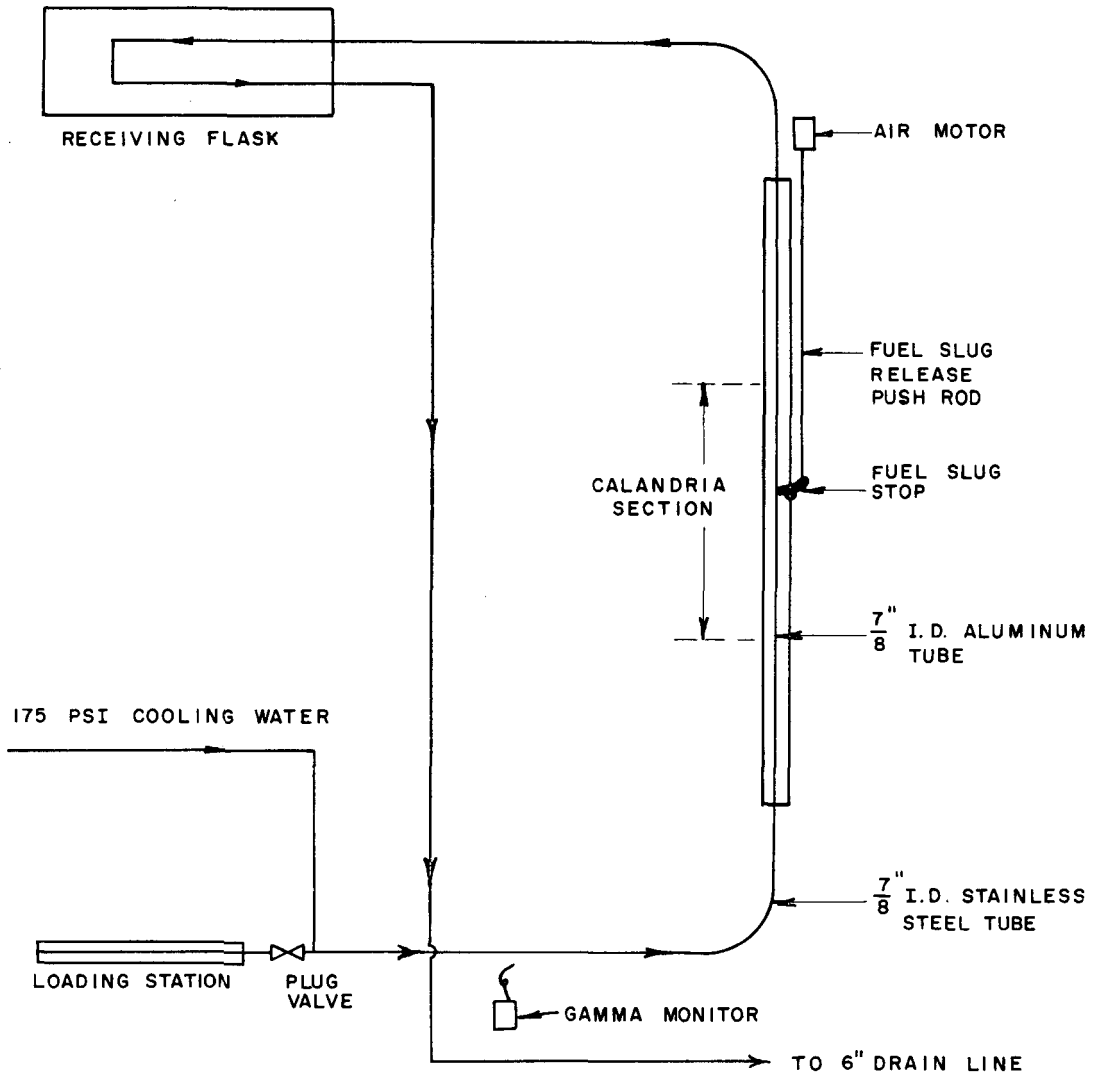 RECEIVING FLASK
AIR MOTOR
FUEL SLUG
RELEASE
PUSH ROD
FUEL SLUG
STOP
CALANDRIA
SECTION
7/8" I.D. ALUMINUM
TUBE
175 PSI COOLING WATER
7/8" I.D. STAINLESS
STEEL TUBE
LOADING STATION
PLUG
VALVE
GAMMA MONITOR
TO 6" DRAIN LINE